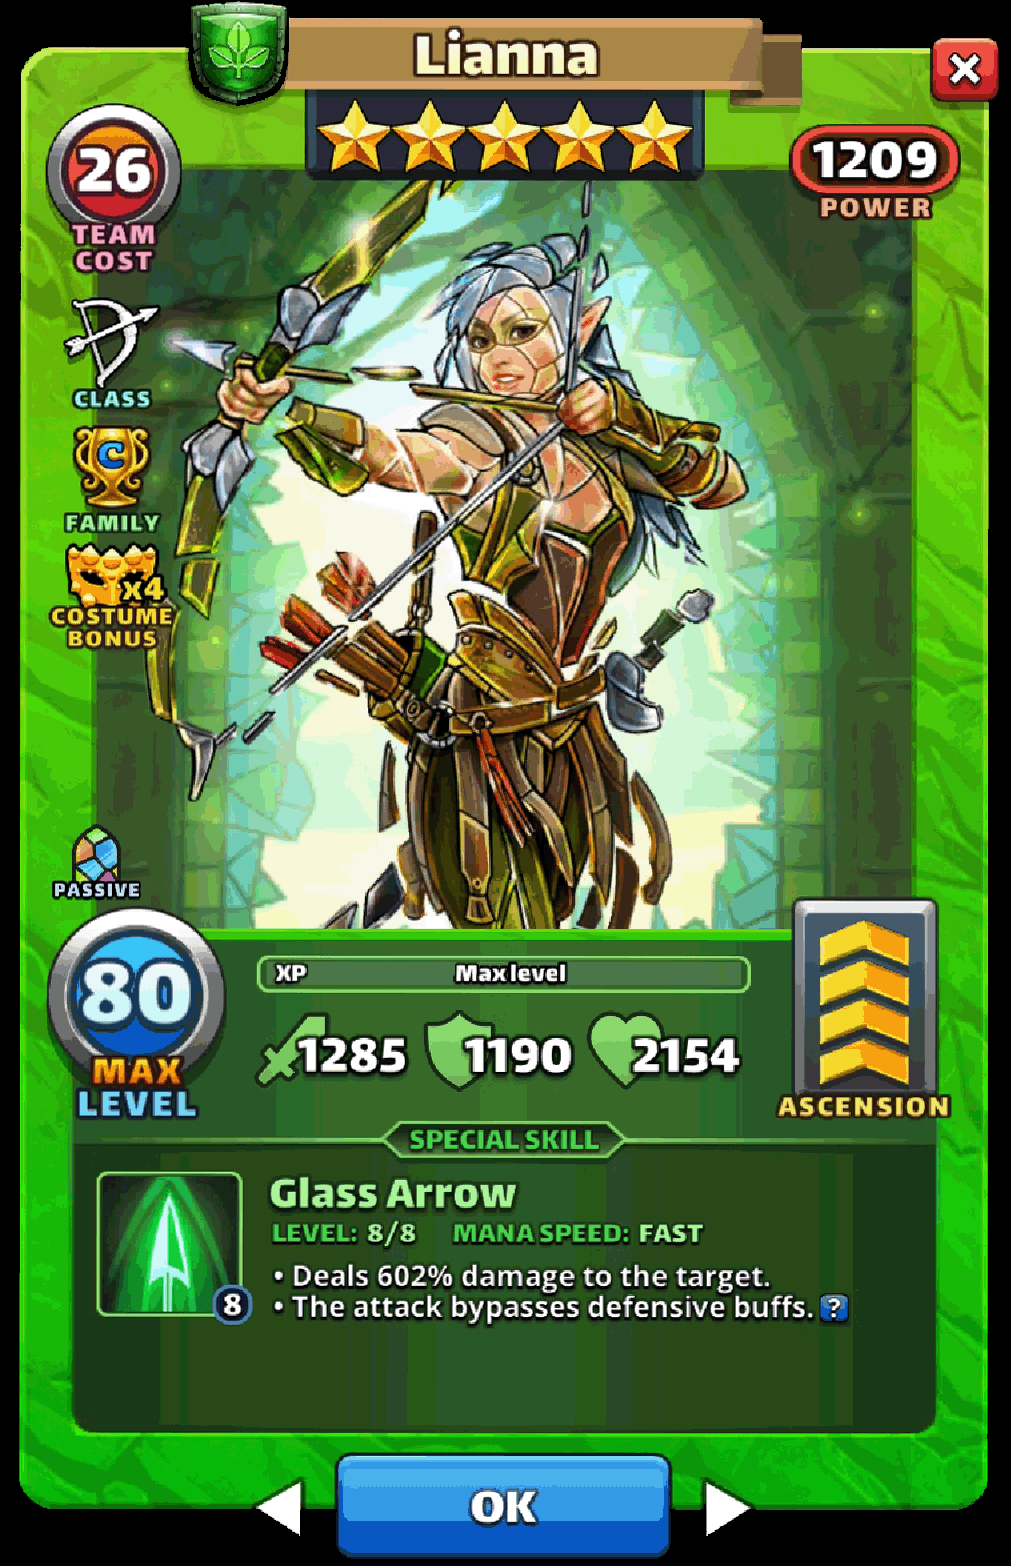 Lianna
26
TEAM
COST
1209
POWER
CLASS
C
FAMILY
x4
COSTUME
BONUS
PASSIVE
80
MAX
LEVEL
XP Max level
1285 1190 2154
ASCENSION
SPECIAL SKILL
Glass Arrow
LEVEL: 8/8 MANA SPEED: FAST
8
• Deals 602% damage to the target.
• The attack bypasses defensive buffs. ?
OK